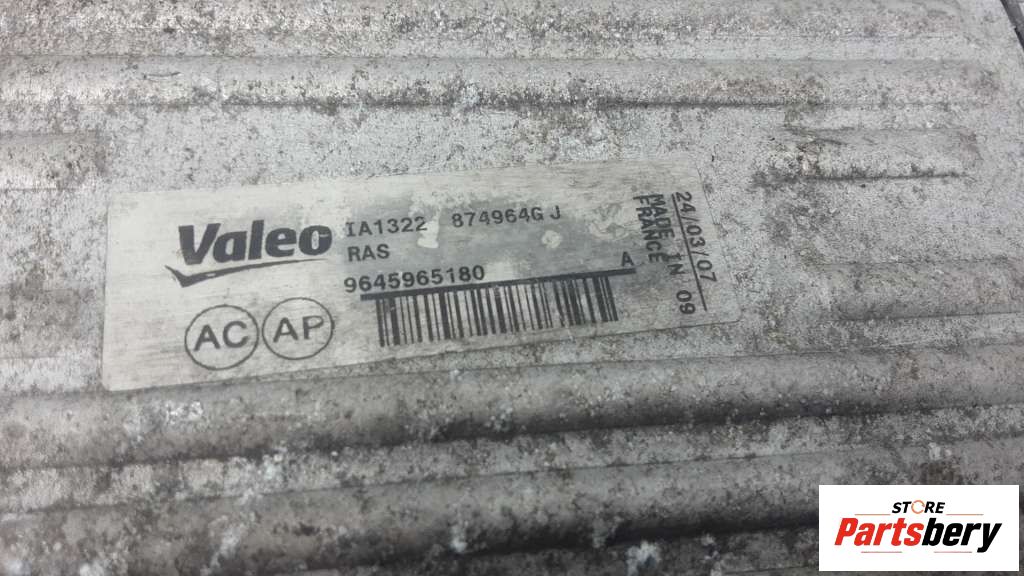 Valeo
IA1322 874964G J
RAS
9645965180 A
AC AP
MADE IN
FRANCE
24/03/07 09
STORE
Partsbery